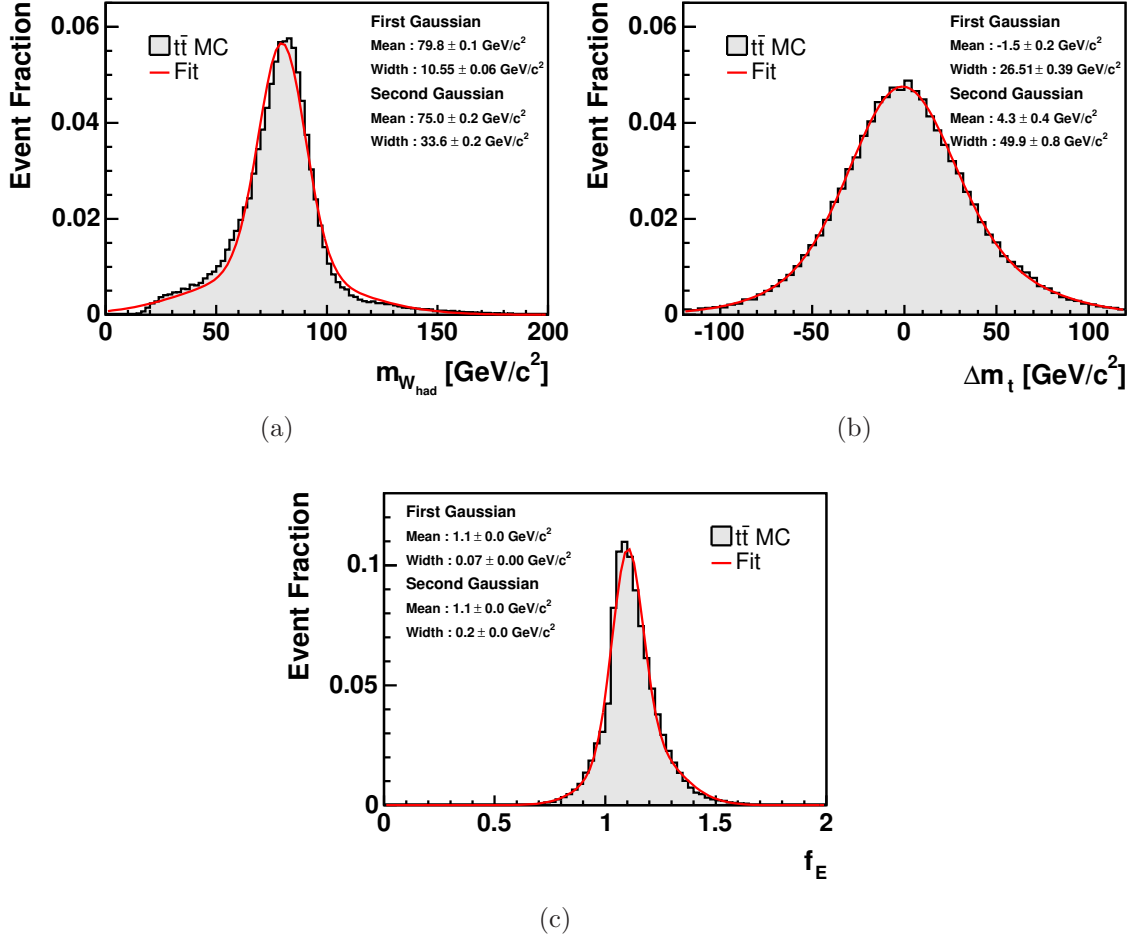 Event Fraction
0.06
0.04
0.02
0
tt̄ MC
Fit
First Gaussian
Mean : 79.8 ± 0.1 GeV/c²
Width : 10.55 ± 0.06 GeV/c²
Second Gaussian
Mean : 75.0 ± 0.2 GeV/c²
Width : 33.6 ± 0.2 GeV/c²
0 50 100 150 200
m_W_had [GeV/c²]
(a)
Event Fraction
0.06
0.04
0.02
0
tt̄ MC
Fit
First Gaussian
Mean : -1.5 ± 0.2 GeV/c²
Width : 26.51 ± 0.39 GeV/c²
Second Gaussian
Mean : 4.3 ± 0.4 GeV/c²
Width : 49.9 ± 0.8 GeV/c²
-100 -50 0 50 100
Δm_t [GeV/c²]
(b)
Event Fraction
0.1
0.05
0
First Gaussian
Mean : 1.1 ± 0.0 GeV/c²
Width : 0.07 ± 0.00 GeV/c²
Second Gaussian
Mean : 1.1 ± 0.0 GeV/c²
Width : 0.2 ± 0.0 GeV/c²
tt̄ MC
Fit
0 0.5 1 1.5 2
f_E
(c)